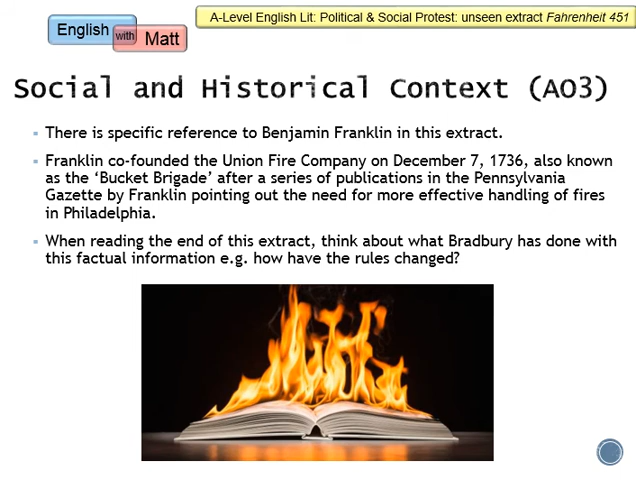 English with Matt
A-Level English Lit: Political & Social Protest: unseen extract Fahrenheit 451
Social and Historical Context (AO3)
There is specific reference to Benjamin Franklin in this extract.
Franklin co-founded the Union Fire Company on December 7, 1736, also known
as the ‘Bucket Brigade’ after a series of publications in the Pennsylvania
Gazette by Franklin pointing out the need for more effective handling of fires
in Philadelphia.
When reading the end of this extract, think about what Bradbury has done with
this factual information e.g. how have the rules changed?